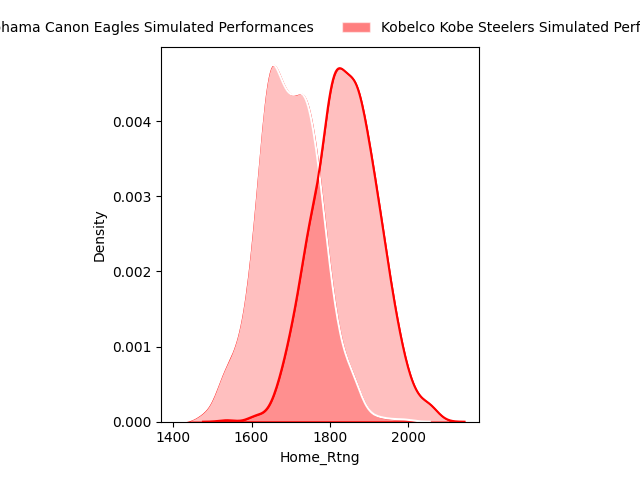 hama Canon Eagles Simulated Performances Kobelco Kobe Steelers Simulated Perf
0.004
0.003
0.002
0.001
0.000
Density
1400 1600 1800 2000
Home_Rtng